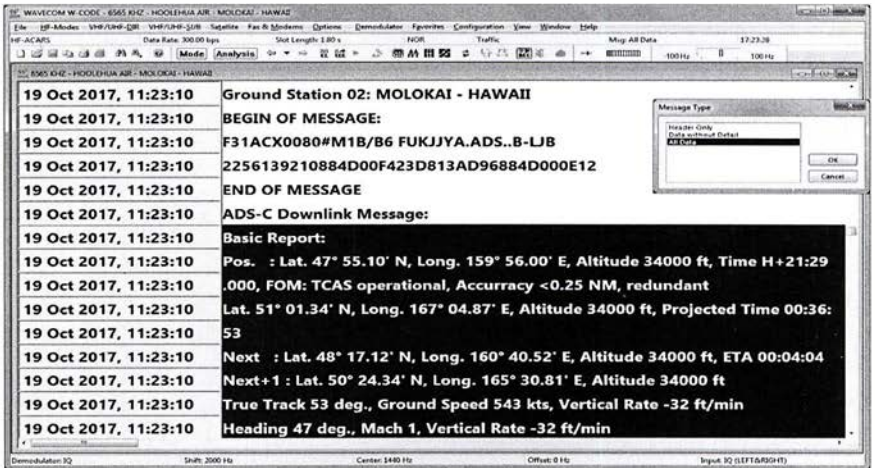 WAVECOM W-CODE - 6565 KHZ - HOOLEHUA AIR - MOLOKAI - HAWAII
File HF-Modes VHF/UHF-DIR VHF/UHF-SUB Satellite Fax & Modems Options Demodulator Favorites Configuration View Window Help
HF-ACARS Data Rate: 300.00 bps Slot Length: 1.80 s NOR Traffic Msg: All Data 17:23:28
Mode Analysis -100 Hz 0 100 Hz
6565 KHZ - HOOLEHUA AIR - MOLOKAI - HAWAII
19 Oct 2017, 11:23:10 Ground Station 02: MOLOKAI - HAWAII
19 Oct 2017, 11:23:10 BEGIN OF MESSAGE:
19 Oct 2017, 11:23:10 F31ACX0080#M1B/B6 FUKJJYA.ADS..B-LJB
19 Oct 2017, 11:23:10 2256139210884D00F423D813AD96884D000E12
19 Oct 2017, 11:23:10 END OF MESSAGE
19 Oct 2017, 11:23:10 ADS-C Downlink Message:
19 Oct 2017, 11:23:10 Basic Report:
19 Oct 2017, 11:23:10 Pos. : Lat. 47° 55.10' N, Long. 159° 56.00' E, Altitude 34000 ft, Time H+21:29
19 Oct 2017, 11:23:10 .000, FOM: TCAS operational, Accurracy <0.25 NM, redundant
19 Oct 2017, 11:23:10 Lat. 51° 01.34' N, Long. 167° 04.87' E, Altitude 34000 ft, Projected Time 00:36:
19 Oct 2017, 11:23:10 53
19 Oct 2017, 11:23:10 Next : Lat. 48° 17.12' N, Long. 160° 40.52' E, Altitude 34000 ft, ETA 00:04:04
19 Oct 2017, 11:23:10 Next+1 : Lat. 50° 24.34' N, Long. 165° 30.81' E, Altitude 34000 ft
19 Oct 2017, 11:23:10 True Track 53 deg., Ground Speed 543 kts, Vertical Rate -32 ft/min
19 Oct 2017, 11:23:10 Heading 47 deg., Mach 1, Vertical Rate -32 ft/min
Message Type
Header Only
Data without Detail
All Data
OK
Cancel
Demodulator: IQ Shift: 2000 Hz Center: 1440 Hz Offset: 0 Hz Input: IQ (LEFT&RIGHT)